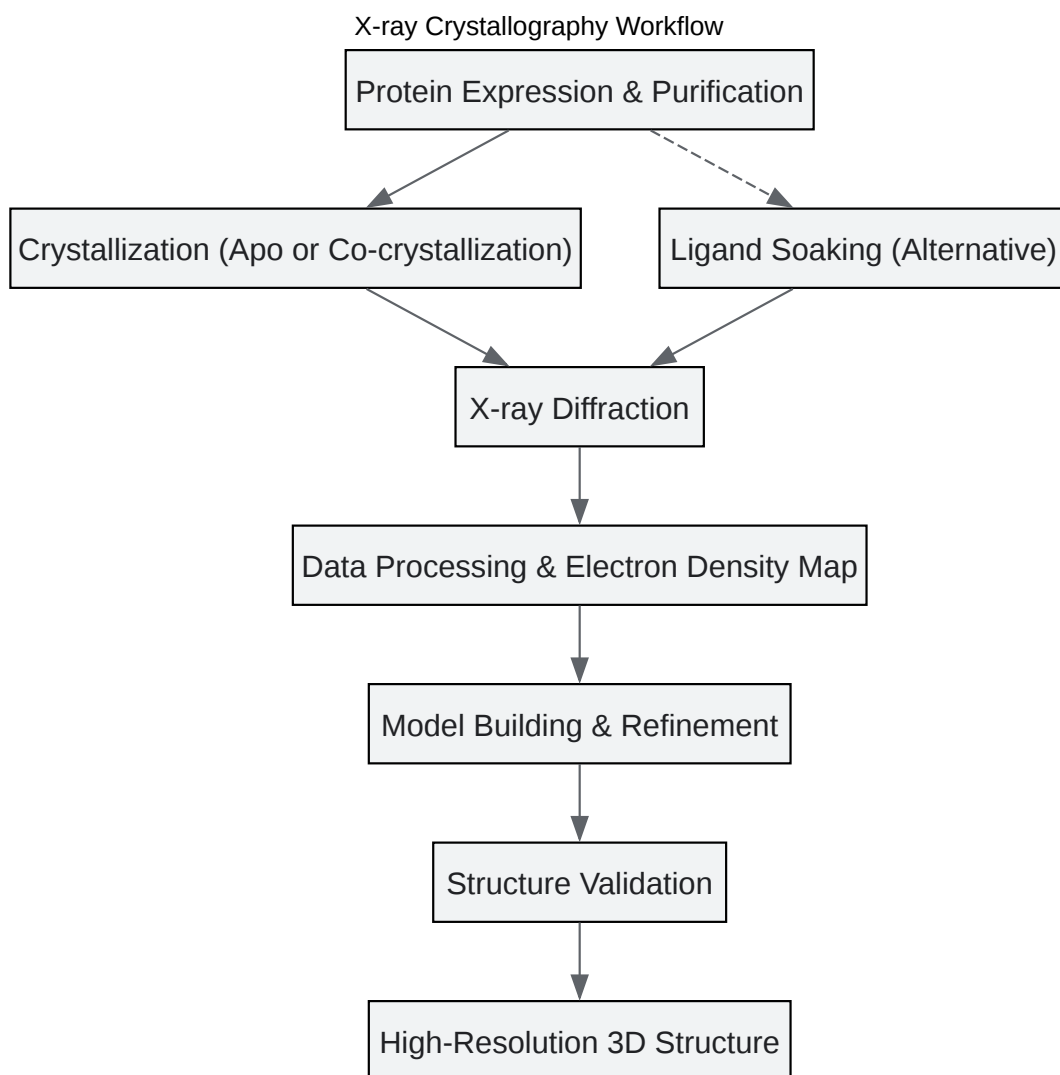 X-ray Crystallography Workflow
Protein Expression & Purification
Crystallization (Apo or Co-crystallization)
Ligand Soaking (Alternative)
X-ray Diffraction
Data Processing & Electron Density Map
Model Building & Refinement
Structure Validation
High-Resolution 3D Structure